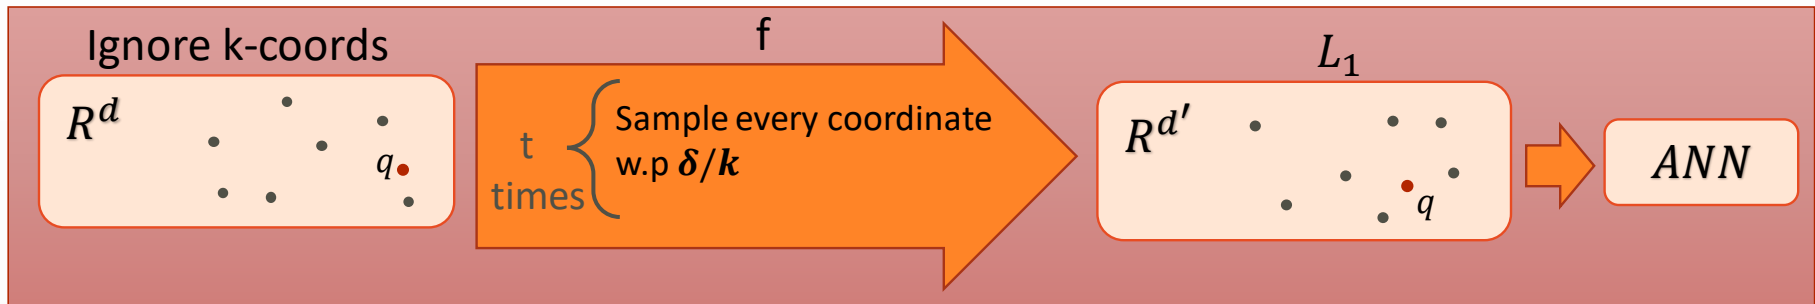 Ignore k-coords
R^d
q
f
t
times
Sample every coordinate
w.p δ/k
L_1
R^d'
q
ANN